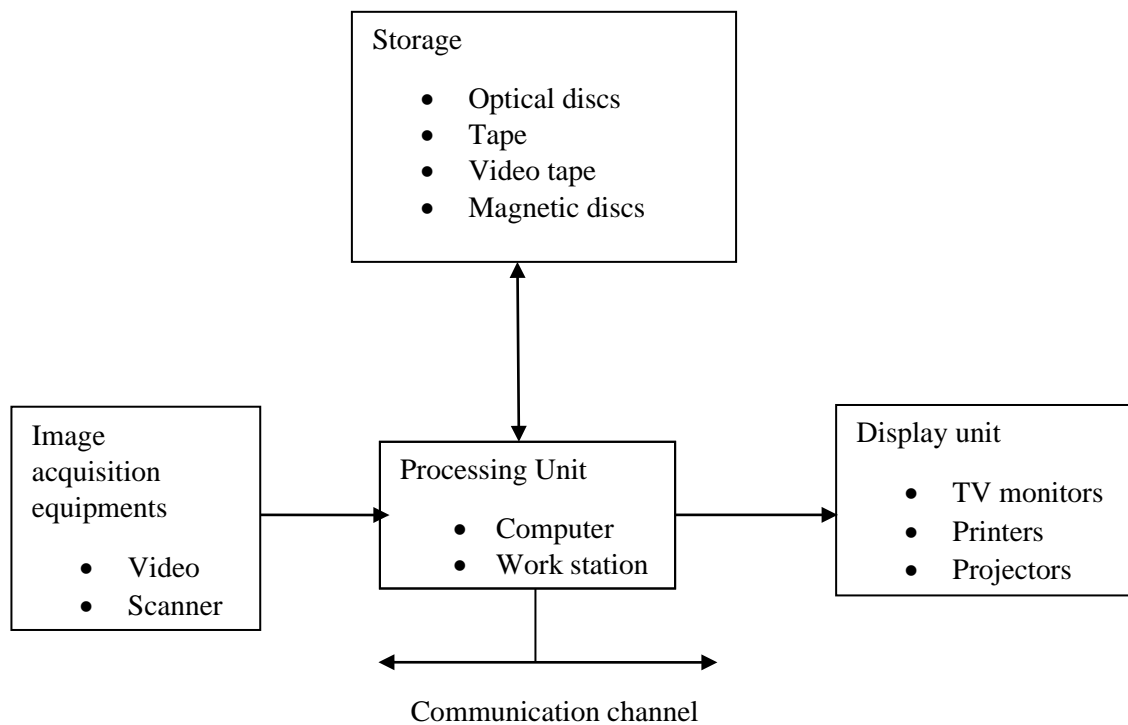 Storage
• Optical discs
• Tape
• Video tape
• Magnetic discs
Image
acquisition
equipments
• Video
• Scanner
Processing Unit
• Computer
• Work station
Display unit
• TV monitors
• Printers
• Projectors
Communication channel